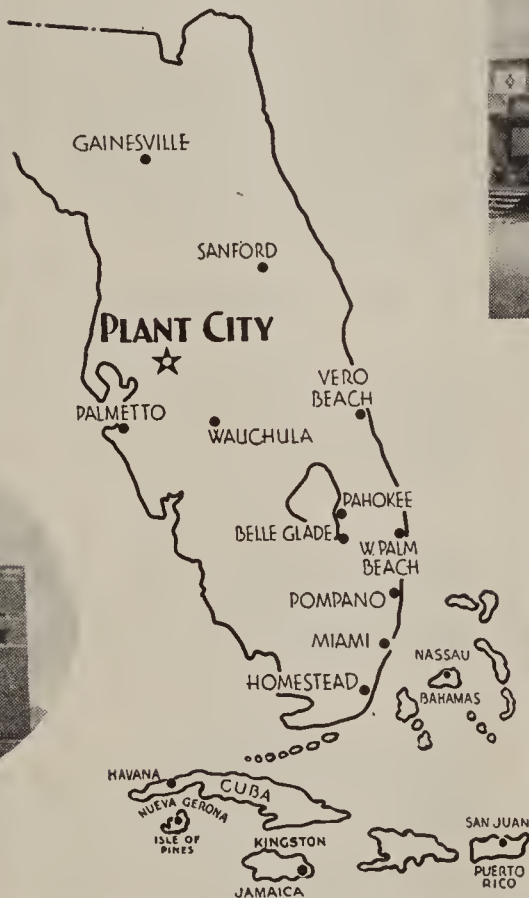 GAINESVILLE
SANFORD
PLANT CITY
VERO
BEACH
PALMETTO
WAUCHULA
PAHOKEE
BELLE GLADE
W. PALM
BEACH
POMPANO
MIAMI
NASSAU
HOMESTEAD
BAHAMAS
HAVANA
CUBA
NUEVA GERONA
ISLE OF
PINES
KINGSTON
JAMAICA
SAN JUAN
PUERTO
RICO